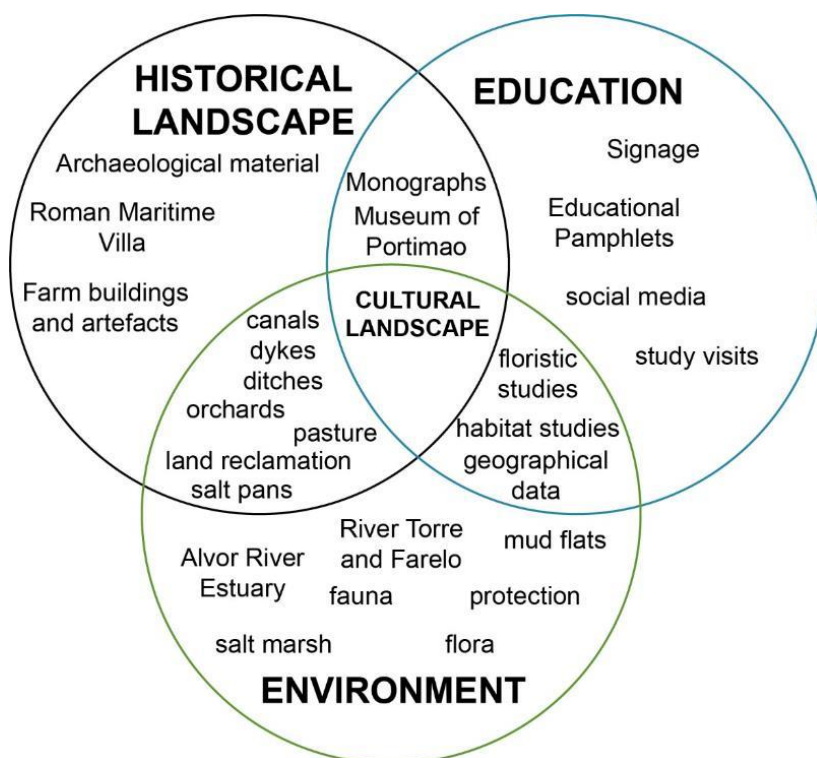 HISTORICAL
LANDSCAPE
Archaeological material
Roman Maritime
Villa
Farm buildings
and artefacts
EDUCATION
Signage
Educational
Pamphlets
social media
study visits
Monographs
Museum of
Portimao
CULTURAL
LANDSCAPE
canals
dykes
ditches
orchards
pasture
land reclamation
salt pans
floristic
studies
habitat studies
geographical
data
River Torre
and Farelo
mud flats
Alvor River
Estuary
fauna
protection
salt marsh
flora
ENVIRONMENT